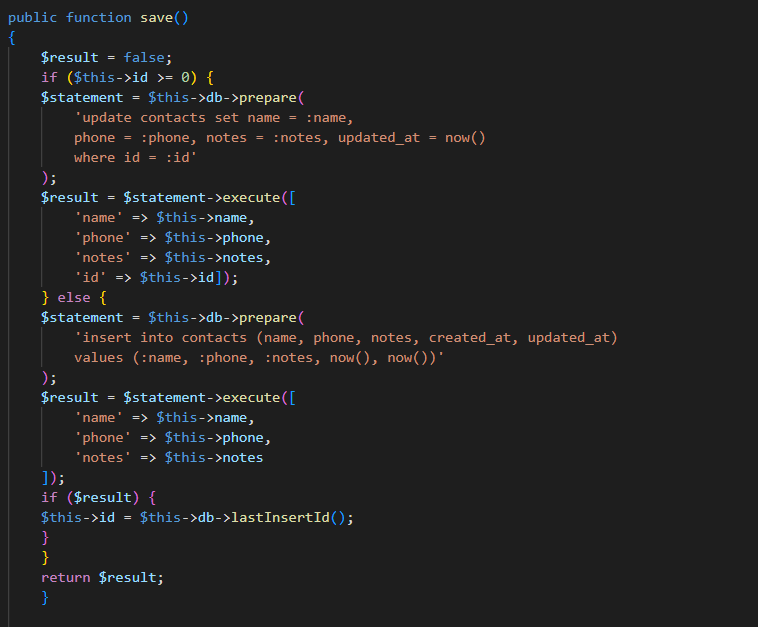 public function save()
{
    $result = false;
    if ($this->id >= 0) {
    $statement = $this->db->prepare(
        'update contacts set name = :name,
        phone = :phone, notes = :notes, updated_at = now()
        where id = :id'
    );
    $result = $statement->execute([
        'name' => $this->name,
        'phone' => $this->phone,
        'notes' => $this->notes,
        'id' => $this->id]);
    } else {
    $statement = $this->db->prepare(
        'insert into contacts (name, phone, notes, created_at, updated_at)
        values (:name, :phone, :notes, now(), now())'
    );
    $result = $statement->execute([
        'name' => $this->name,
        'phone' => $this->phone,
        'notes' => $this->notes
    ]);
    if ($result) {
    $this->id = $this->db->lastInsertId();
    }
    }
    return $result;
    }